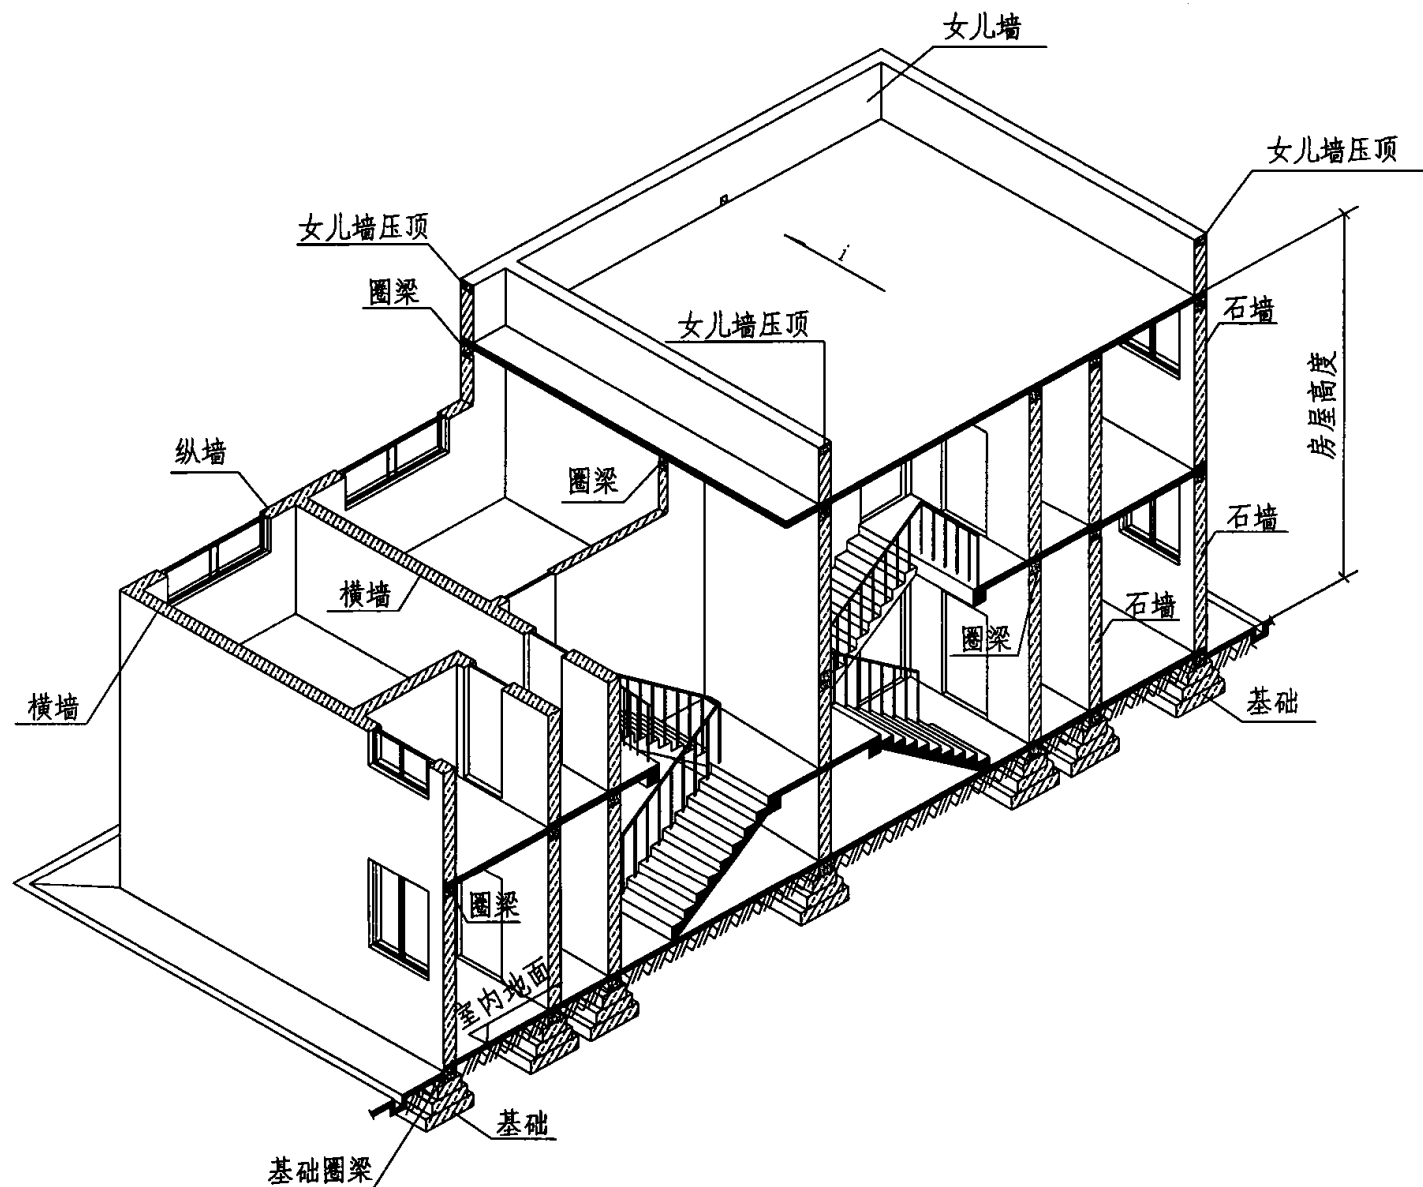 女儿墙
女儿墙压顶
女儿墙压顶
圈梁
女儿墙压顶
石墙
房屋高度
i
纵墙
圈梁
石墙
横墙
石墙
圈梁
横墙
基础
圈梁
室内地面
基础
基础圈梁